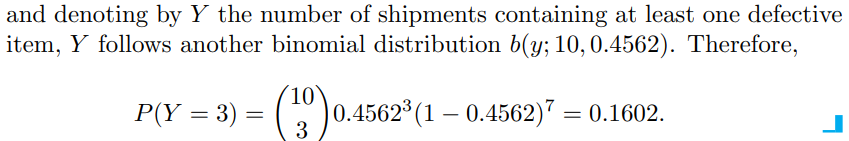 and denoting by Y the number of shipments containing at least one defective
item, Y follows another binomial distribution b(y; 10, 0.4562). Therefore,
P(Y = 3) = \binom{10}{3} 0.4562^3 (1 − 0.4562)^7 = 0.1602.